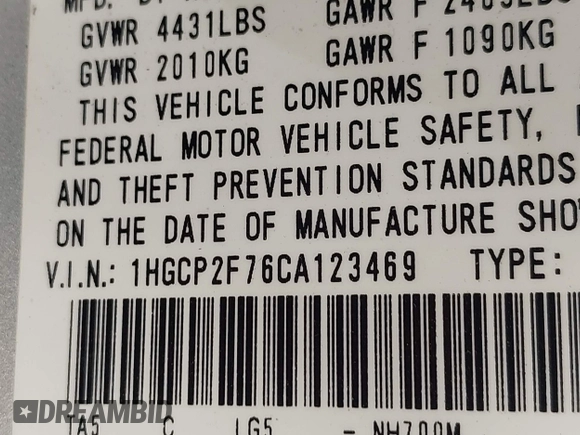 GVWR 4431LBS GAWR F
GVWR 2010KG GAWR F 1090KG
THIS VEHICLE CONFORMS TO ALL
FEDERAL MOTOR VEHICLE SAFETY,
AND THEFT PREVENTION STANDARDS
ON THE DATE OF MANUFACTURE
V.I.N.: 1HGCP2F76CA123469 TYPE:
DREAMBID